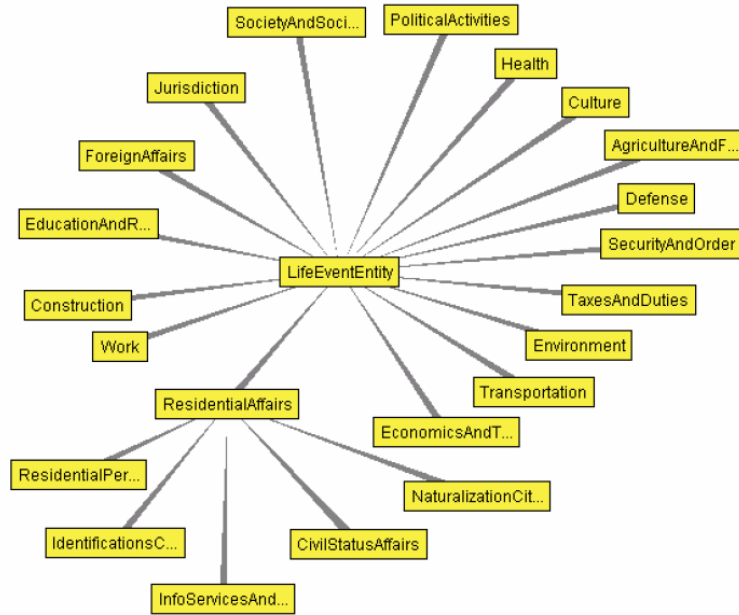 SocietyAndSoci...
PoliticalActivities
Health
Jurisdiction
Culture
ForeignAffairs
AgricultureAndF...
Defense
EducationAndR...
SecurityAndOrder
LifeEventEntity
Construction
TaxesAndDuties
Work
Environment
Transportation
ResidentialAffairs
EconomicsAndT...
ResidentialPer...
NaturalizationCit...
IdentificationsC...
CivilStatusAffairs
InfoServicesAnd...